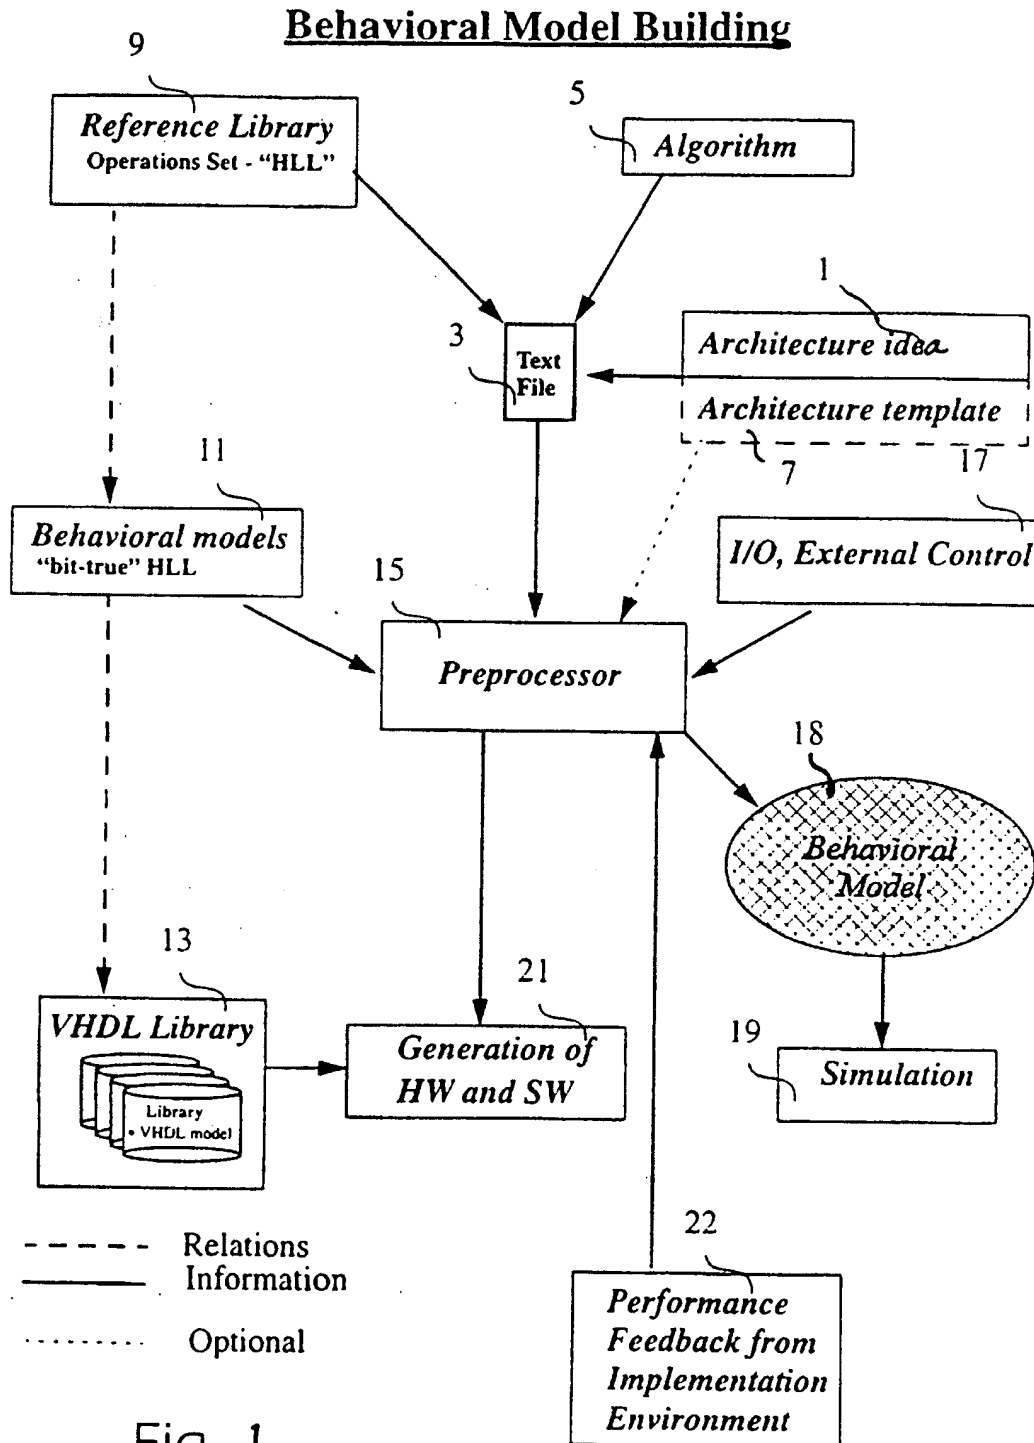 Behavioral Model Building
9
Reference Library
Operations Set - "HLL"
5
Algorithm
1
Architecture idea
Architecture template
7
3
Text
File
17
I/O, External Control
11
Behavioral models
"bit-true" HLL
15
Preprocessor
18
Behavioral
Model
13
VHDL Library
Library
• VHDL model
21
Generation of
HW and SW
19
Simulation
Relations
Information
Optional
22
Performance
Feedback from
Implementation
Environment
Fig. 1